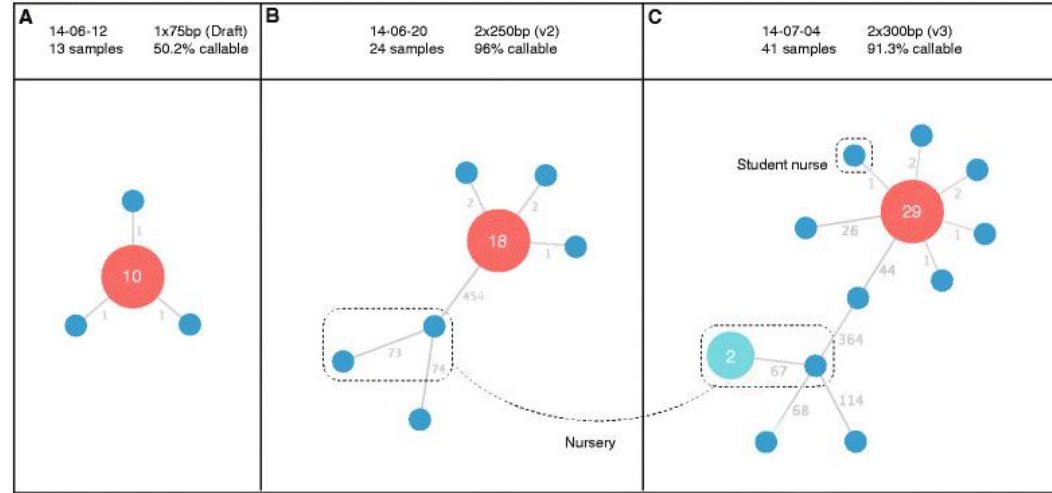 A
14-06-12 1x75bp (Draft)
13 samples 50.2% callable
B
14-06-20 2x250bp (v2)
24 samples 96% callable
C
14-07-04 2x300bp (v3)
41 samples 91.3% callable
1
10
1
1
2
2
18
1
454
73
74
Nursery
Student nurse
1
2
2
29
26
1
1
44
364
2
67
68
114